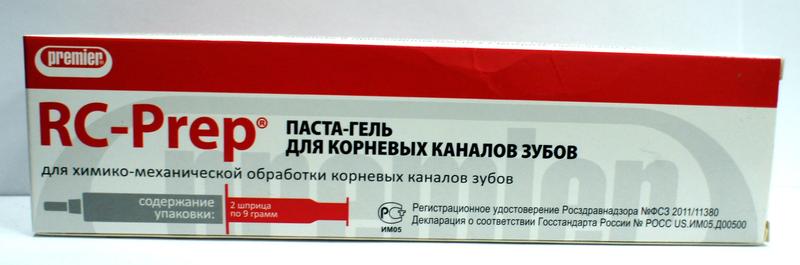 premier
RC-Prep®
ПАСТА-ГЕЛЬ
ДЛЯ КОРНЕВЫХ КАНАЛОВ ЗУБОВ
для химико-механической обработки корневых каналов зубов
содержание
упаковки:
2 шприца
по 9 грамм
РС
ИМ05
Регистрационное удостоверение Росздравнадзора №ФСЗ 2011/11380
Декларация о соответствии Госстандарта России № РОСС US.ИМ05.Д00500
premier